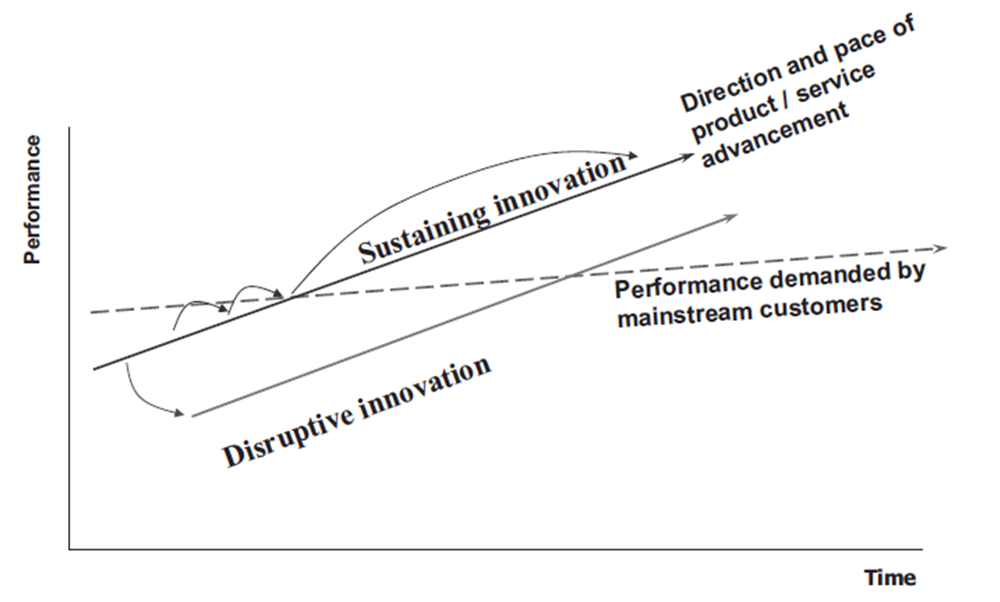 Direction and pace of
product / service
advancement
Performance
Sustaining innovation
Performance demanded by
mainstream customers
Disruptive innovation
Time